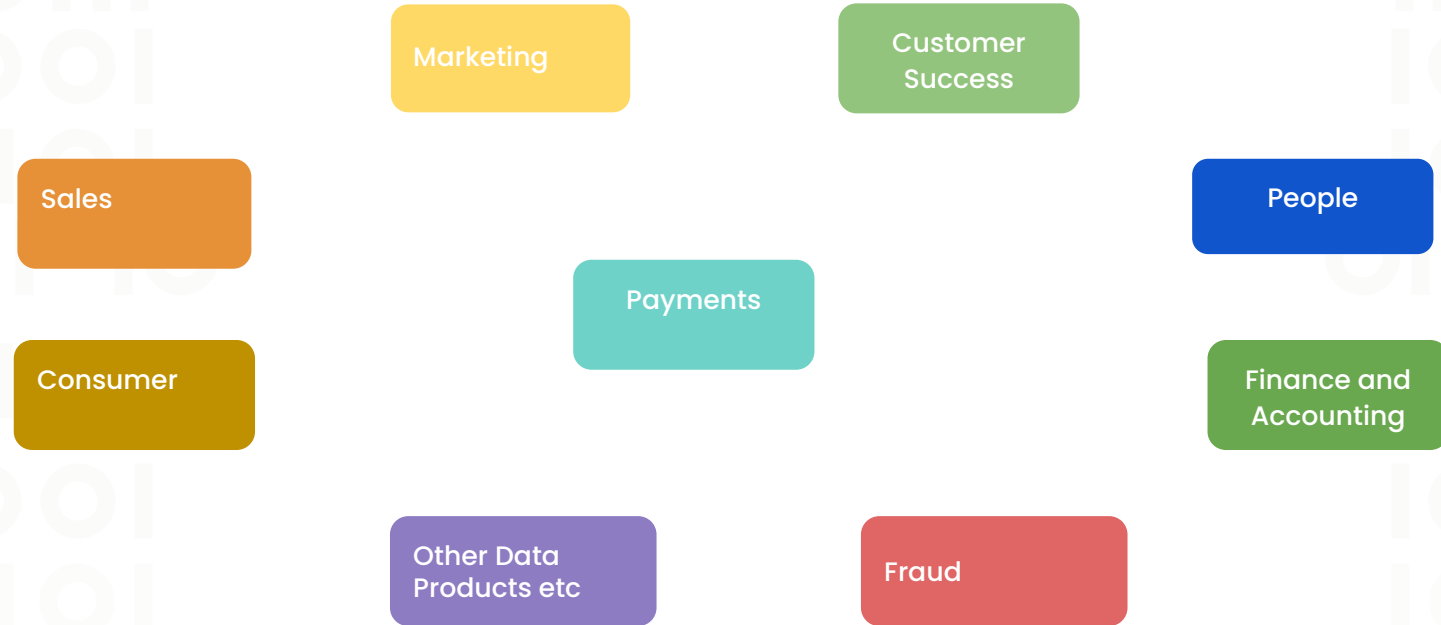 Marketing
Customer
Success
Sales
People
Payments
Consumer
Finance and
Accounting
Other Data
Products etc
Fraud